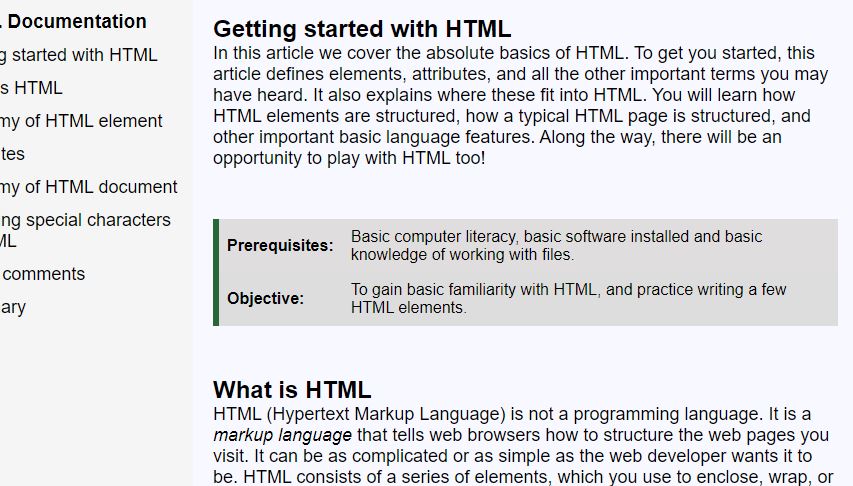 . Documentation
g started with HTML
s HTML
my of HTML element
tes
my of HTML document
ng special characters
ML
comments
ary
Getting started with HTML
In this article we cover the absolute basics of HTML. To get you started, this
article defines elements, attributes, and all the other important terms you may
have heard. It also explains where these fit into HTML. You will learn how
HTML elements are structured, how a typical HTML page is structured, and
other important basic language features. Along the way, there will be an
opportunity to play with HTML too!
Prerequisites: Basic computer literacy, basic software installed and basic
knowledge of working with files.
Objective: To gain basic familiarity with HTML, and practice writing a few
HTML elements.
What is HTML
HTML (Hypertext Markup Language) is not a programming language. It is a
markup language that tells web browsers how to structure the web pages you
visit. It can be as complicated or as simple as the web developer wants it to
be. HTML consists of a series of elements, which you use to enclose, wrap, or